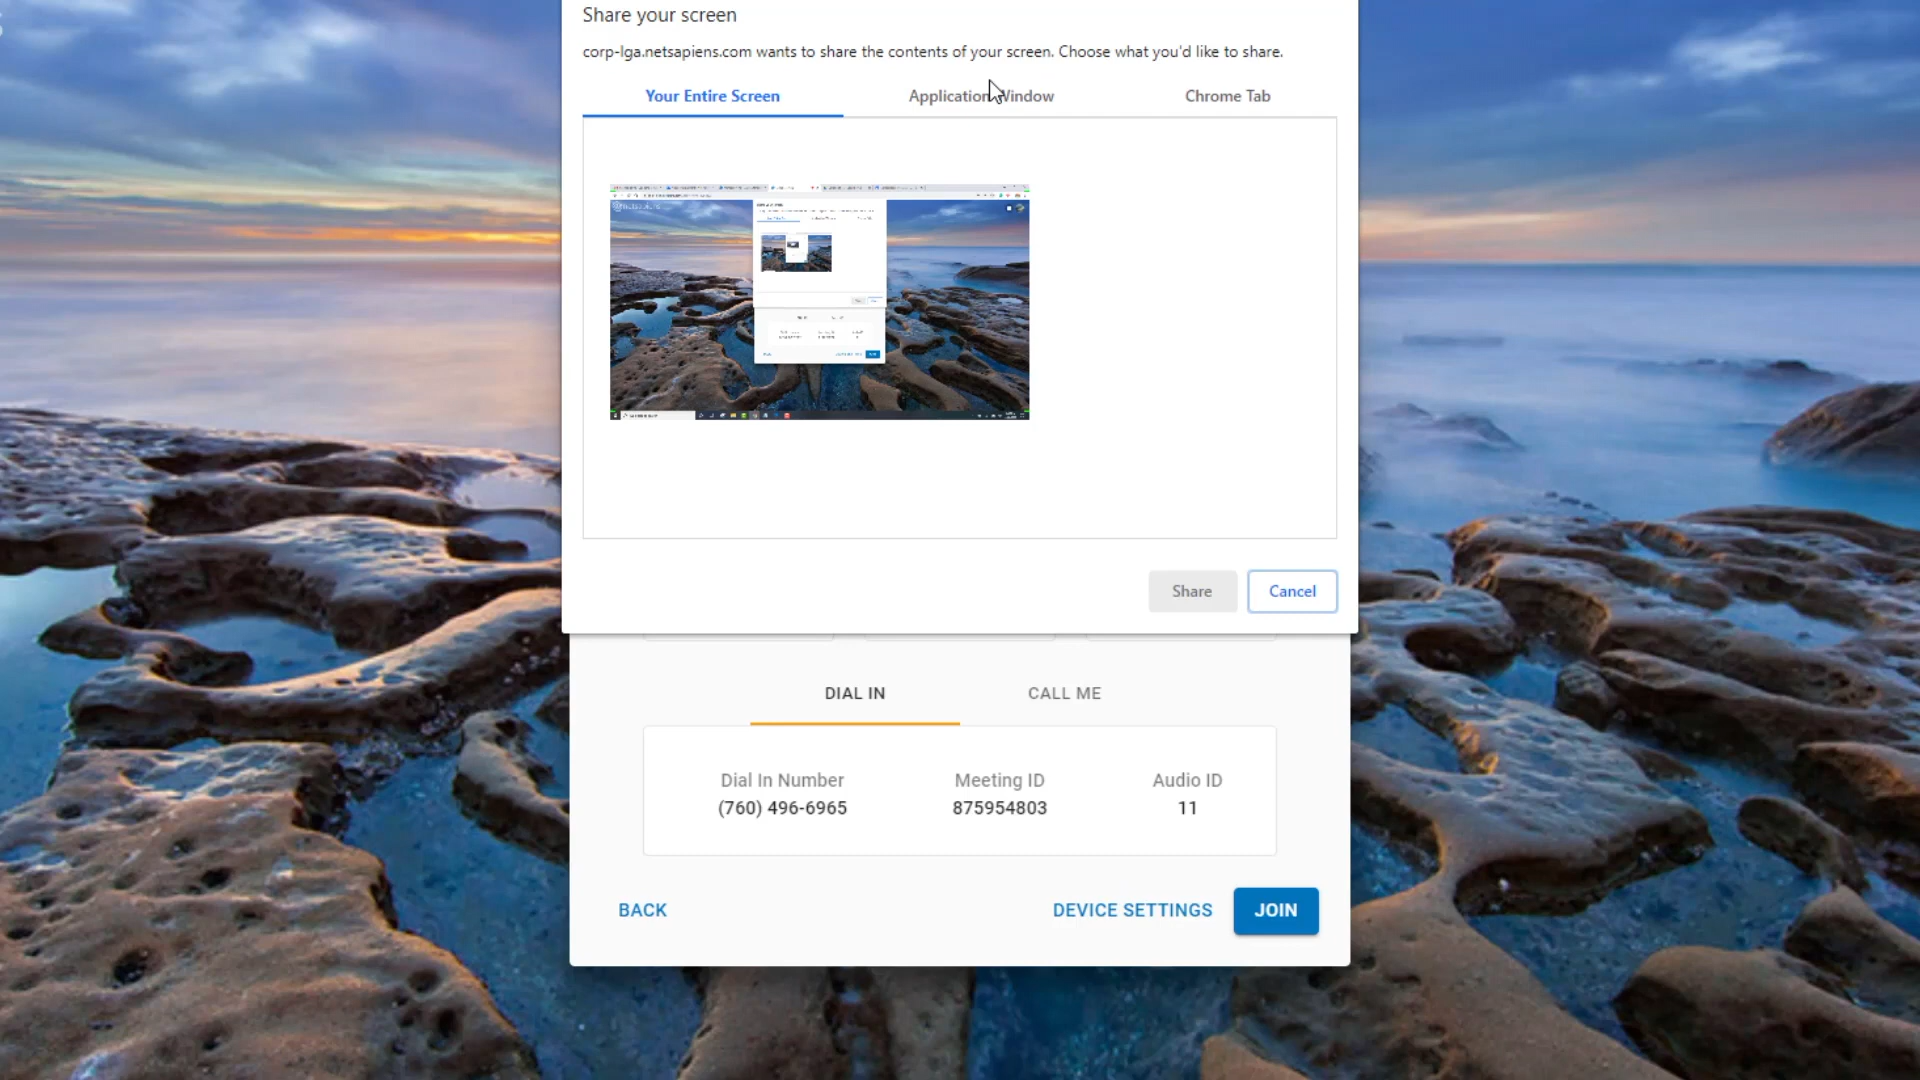 Share your screen
corp-lga.netsapiens.com wants to share the contents of your screen. Choose what you'd like to share.
Your Entire Screen
Application Window
Chrome Tab
netsapiens
Share
Cancel
DIAL IN
CALL ME
Dial In Number
Meeting ID
Audio ID
(760) 496-6965
875954803
11
BACK
DEVICE SETTINGS
JOIN